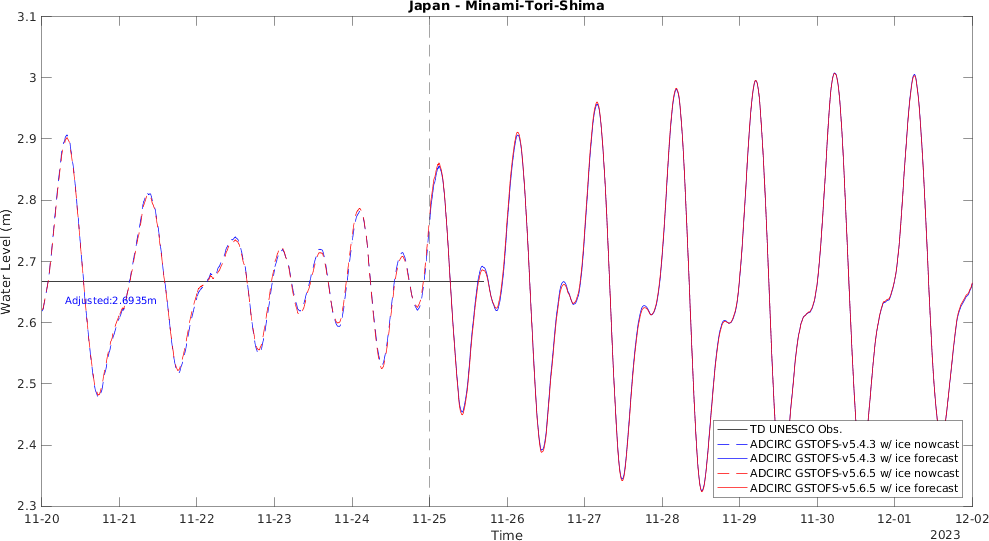 Japan - Minami-Tori-Shima
3.1
3
2.9
2.8
2.7
2.6
2.5
2.4
2.3
Water Level (m)
Adjusted:2.6935m
TD UNESCO Obs.
ADCIRC GSTOFS-v5.4.3 w/ ice nowcast
ADCIRC GSTOFS-v5.4.3 w/ ice forecast
ADCIRC GSTOFS-v5.6.5 w/ ice nowcast
ADCIRC GSTOFS-v5.6.5 w/ ice forecast
11-20 11-21 11-22 11-23 11-24 11-25 11-26 11-27 11-28 11-29 11-30 12-01 12-02
Time
2023